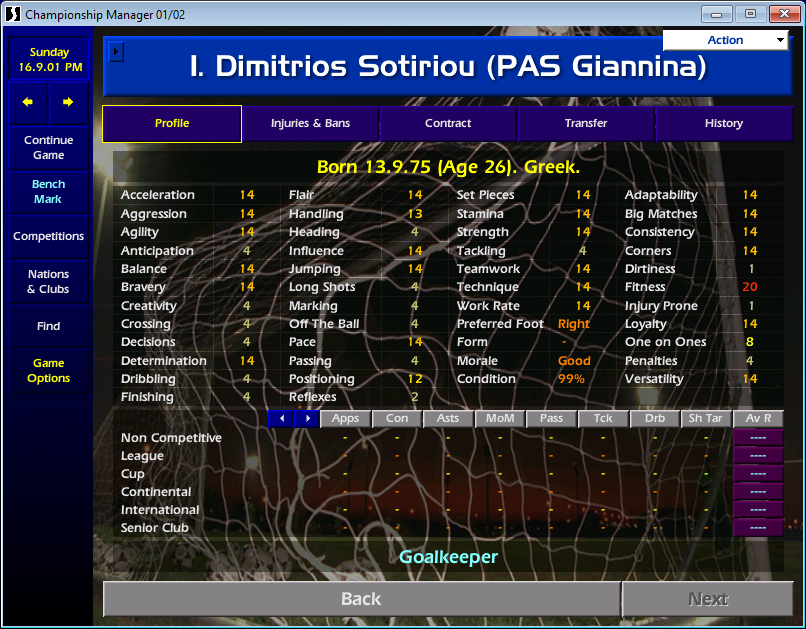 Championship Manager 01/02
Action
Sunday
16.9.01 PM
I. Dimitrios Sotiriou (PAS Giannina)
Continue
Game
Bench
Mark
Competitions
Nations
& Clubs
Find
Game
Options
Profile Injuries & Bans Contract Transfer History
Born 13.9.75 (Age 26). Greek.
Acceleration 14 Flair 14 Set Pieces 14 Adaptability 14
Aggression 14 Handling 13 Stamina 14 Big Matches 14
Agility 14 Heading 4 Strength 14 Consistency 14
Anticipation 4 Influence 14 Tackling 4 Corners 14
Balance 14 Jumping 14 Teamwork 14 Dirtiness 1
Bravery 14 Long Shots 4 Technique 14 Fitness 20
Creativity 4 Marking 4 Work Rate 14 Injury Prone 1
Crossing 4 Off The Ball 4 Preferred Foot Right Loyalty 14
Decisions 4 Pace 14 Form - One on Ones 8
Determination 14 Passing 4 Morale Good Penalties 4
Dribbling 4 Positioning 12 Condition 99% Versatility 14
Finishing 4 Reflexes 2
Apps Con Asts MoM Pass Tck Drb Sh Tar Av R
Non Competitive - - - - - - - - ----
League - - - - - - - - ----
Cup - - - - - - - - ----
Continental - - - - - - - - ----
International - - - - - - - - ----
Senior Club - - - - - - - - ----
Goalkeeper
Back Next